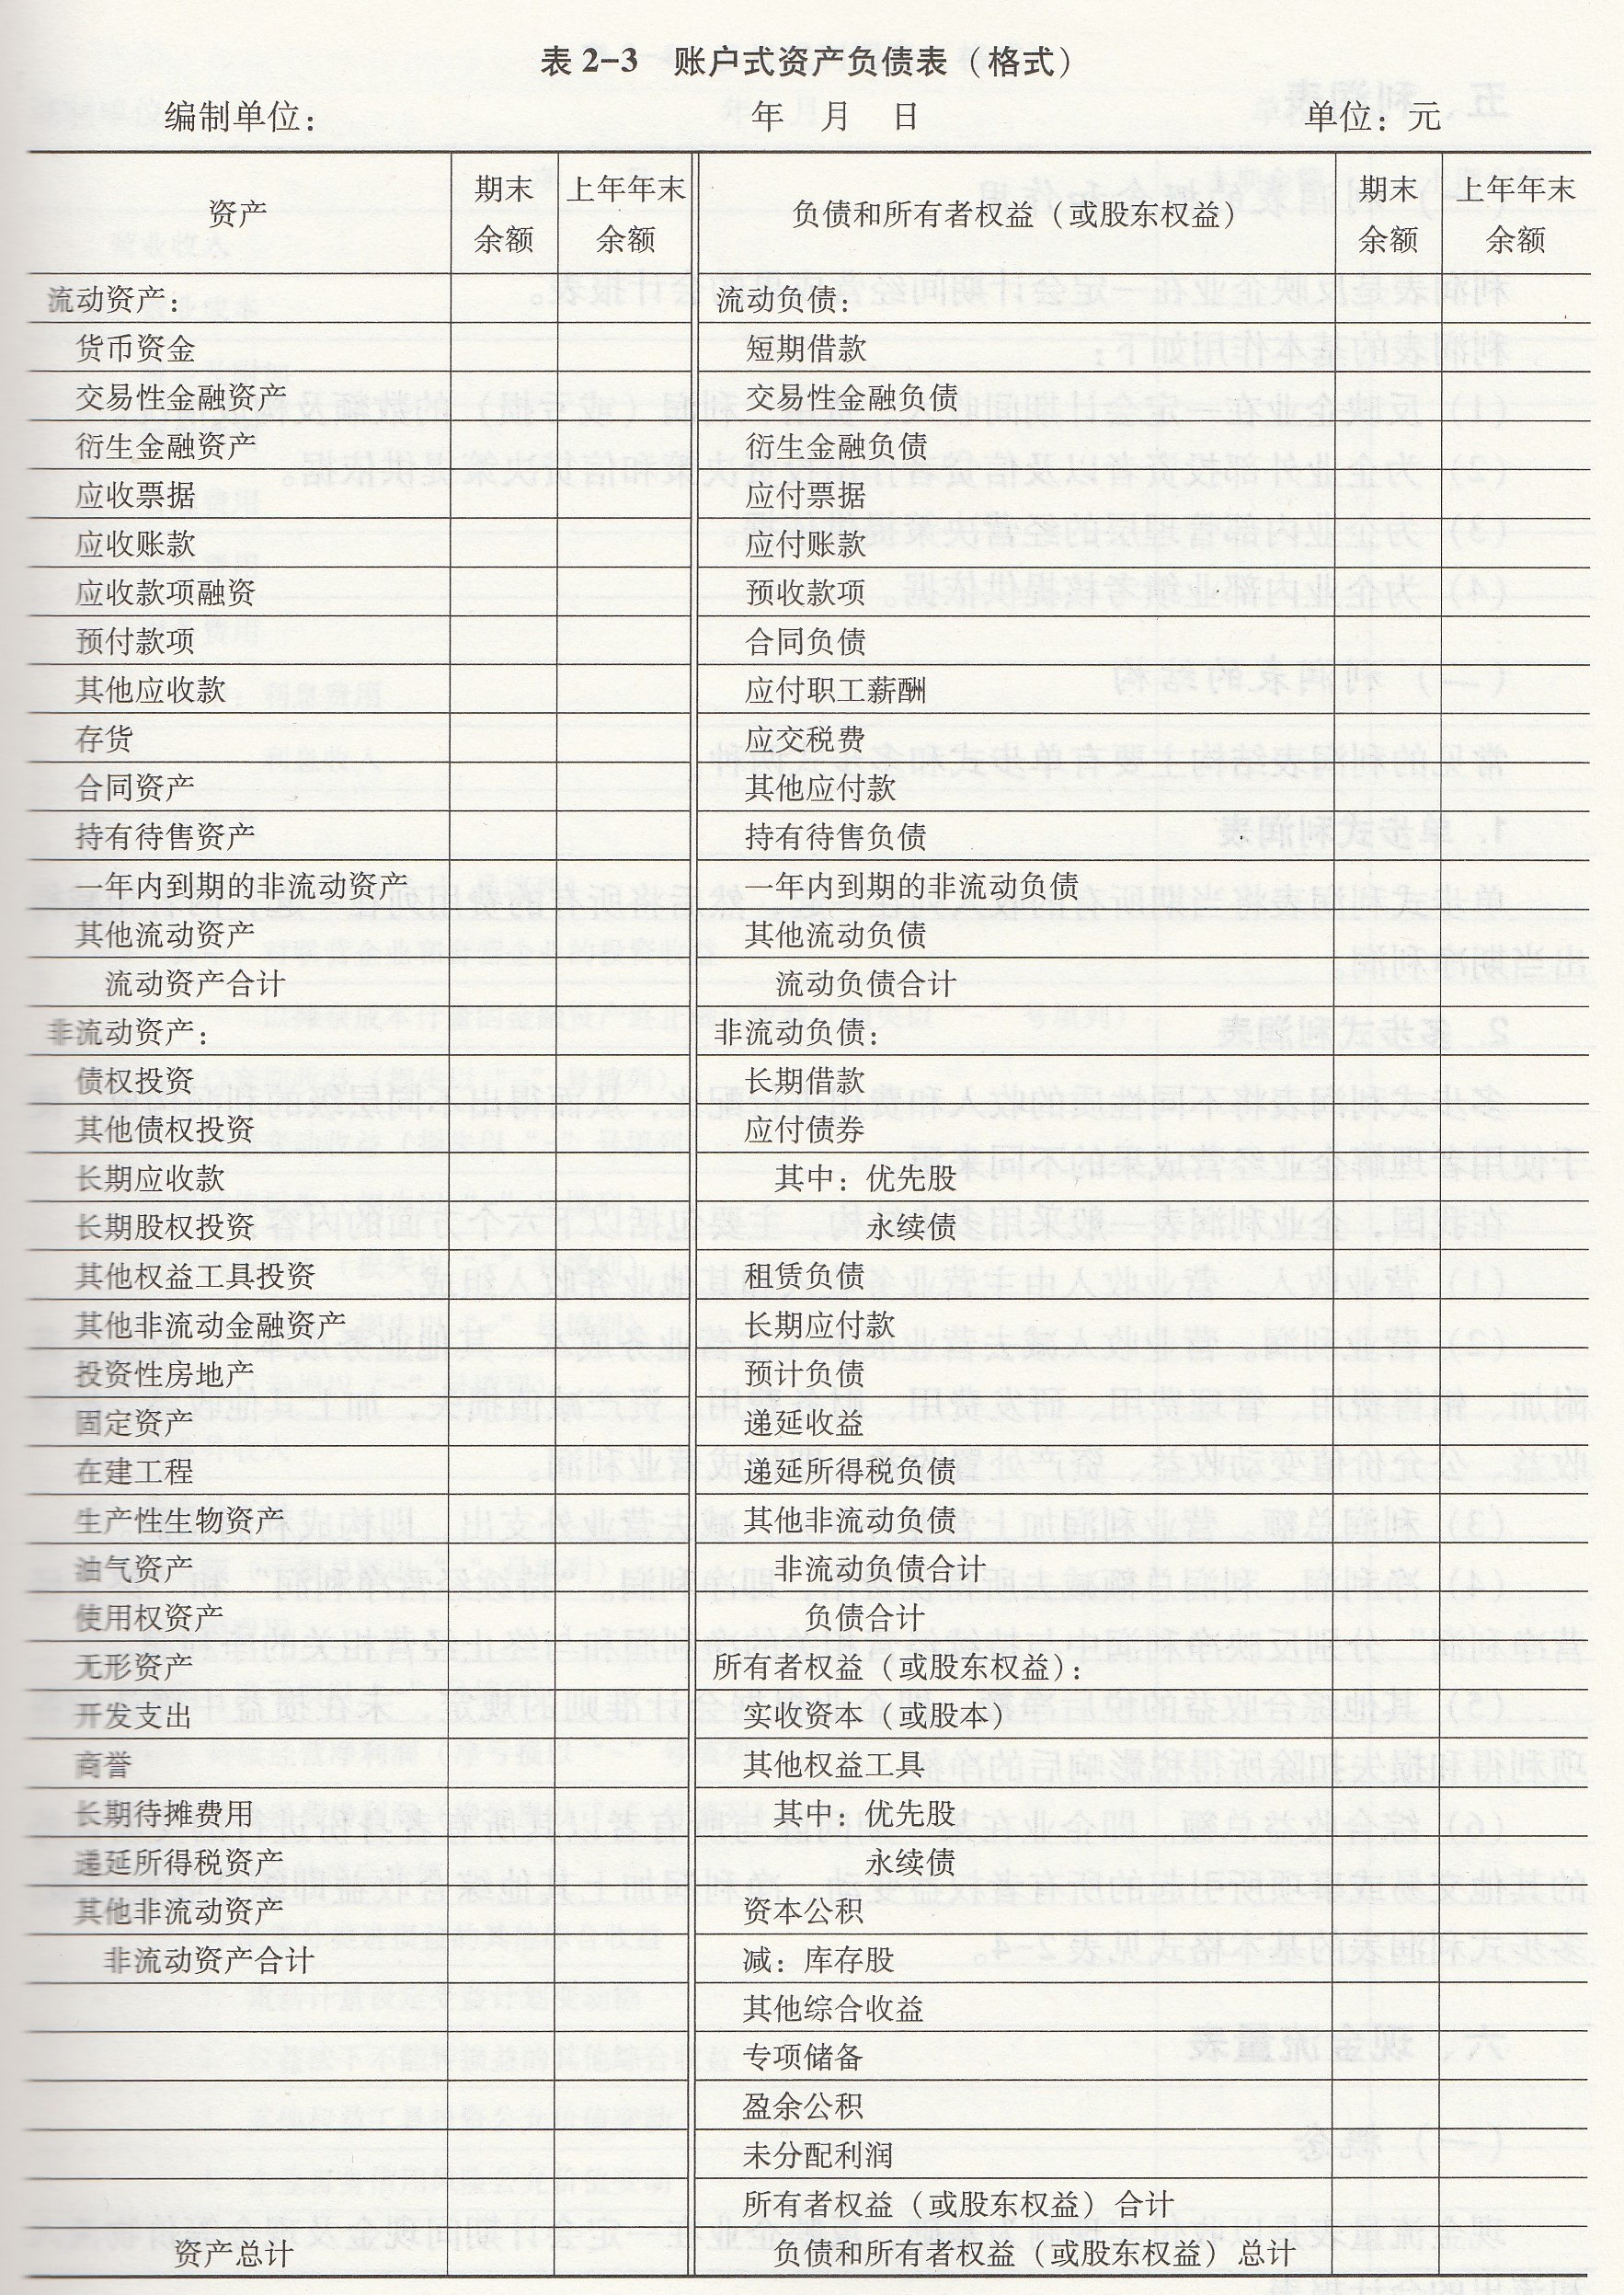 表 2-3 账户式资产负债表（格式）
编制单位： 年 月 日 单位：元
资产 期末余额 上年年末余额 负债和所有者权益（或股东权益） 期末余额 上年年末余额
流动资产： 流动负债：
货币资金 短期借款
交易性金融资产 交易性金融负债
衍生金融资产 衍生金融负债
应收票据 应付票据
应收账款 应付账款
应收款项融资 预收款项
预付款项 合同负债
其他应收款 应付职工薪酬
存货 应交税费
合同资产 其他应付款
持有待售资产 持有待售负债
一年内到期的非流动资产 一年内到期的非流动负债
其他流动资产 其他流动负债
流动资产合计 流动负债合计
非流动资产： 非流动负债：
债权投资 长期借款
其他债权投资 应付债券
长期应收款 其中：优先股
长期股权投资 永续债
其他权益工具投资 租赁负债
其他非流动金融资产 长期应付款
投资性房地产 预计负债
固定资产 递延收益
在建工程 递延所得税负债
生产性生物资产 其他非流动负债
油气资产 非流动负债合计
使用权资产 负债合计
无形资产 所有者权益（或股东权益）：
开发支出 实收资本（或股本）
商誉 其他权益工具
长期待摊费用 其中：优先股
递延所得税资产 永续债
其他非流动资产 资本公积
非流动资产合计 减：库存股
其他综合收益
专项储备
盈余公积
未分配利润
所有者权益（或股东权益）合计
资产总计 负债和所有者权益（或股东权益）总计